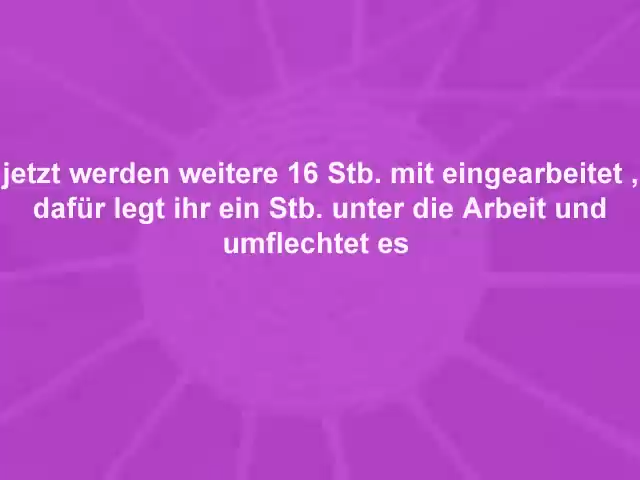 jetzt werden weitere 16 Stb. mit eingearbeitet ,
dafür legt ihr ein Stb. unter die Arbeit und
umflechtet es